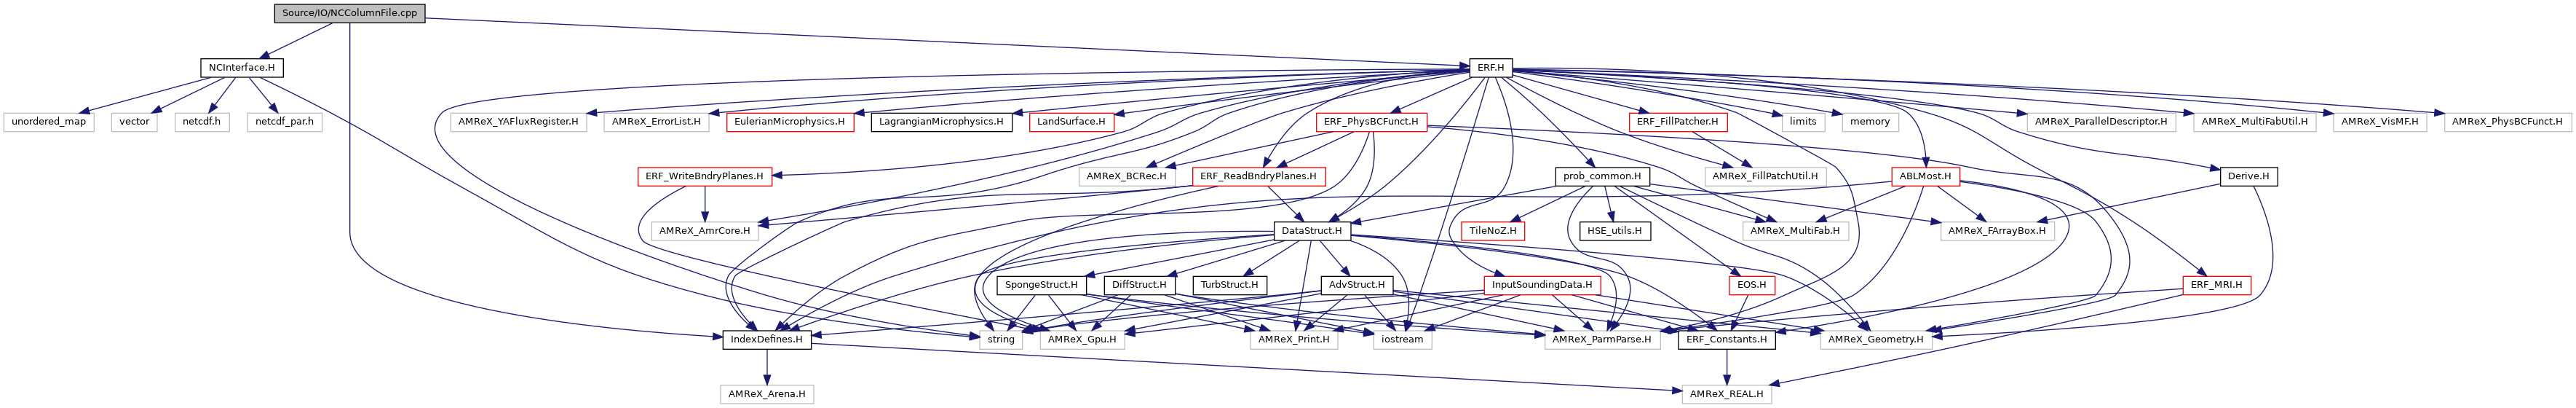 Source/IO/NCColumnFile.cpp
NCInterface.H
ERF.H
unordered_map
vector
netcdf.h
netcdf_par.h
AMReX_YAFluxRegister.H
AMReX_ErrorList.H
EulerianMicrophysics.H
LagrangianMicrophysics.H
LandSurface.H
ERF_PhysBCFunct.H
ERF_FillPatcher.H
limits
memory
AMReX_ParallelDescriptor.H
AMReX_MultiFabUtil.H
AMReX_VisMF.H
AMReX_PhysBCFunct.H
ERF_WriteBndryPlanes.H
AMReX_BCRec.H
ERF_ReadBndryPlanes.H
prob_common.H
AMReX_FillPatchUtil.H
ABLMost.H
Derive.H
AMReX_AmrCore.H
DataStruct.H
TileNoZ.H
HSE_utils.H
AMReX_MultiFab.H
AMReX_FArrayBox.H
SpongeStruct.H
DiffStruct.H
TurbStruct.H
AdvStruct.H
InputSoundingData.H
EOS.H
ERF_MRI.H
IndexDefines.H
string
AMReX_Gpu.H
AMReX_Print.H
iostream
AMReX_ParmParse.H
ERF_Constants.H
AMReX_Geometry.H
AMReX_Arena.H
AMReX_REAL.H